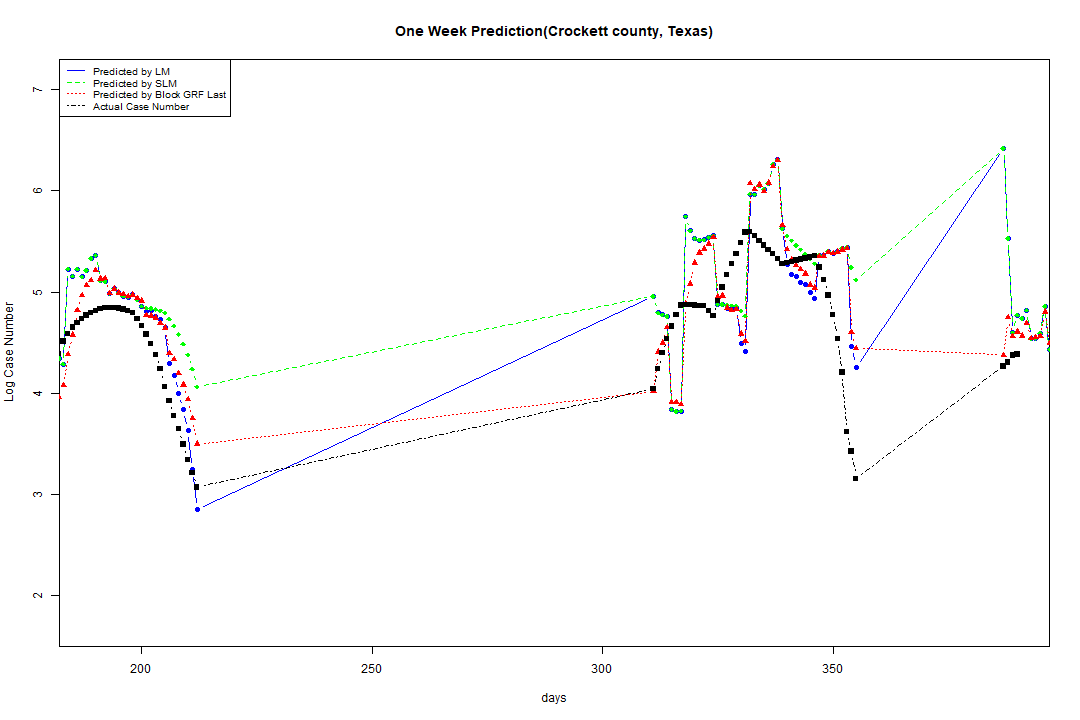 One Week Prediction(Crockett county, Texas)
Predicted by LM
Predicted by SLM
Predicted by Block GRF Last
Actual Case Number
7
6
5
4
3
2
Log Case Number
200
250
300
350
days